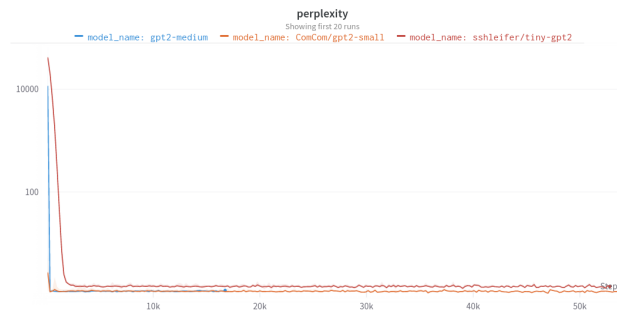 perplexity
Showing first 20 runs
model_name: gpt2-medium model_name: ComCom/gpt2-small model_name: sshleifer/tiny-gpt2
10000
100
Step
10k 20k 30k 40k 50k